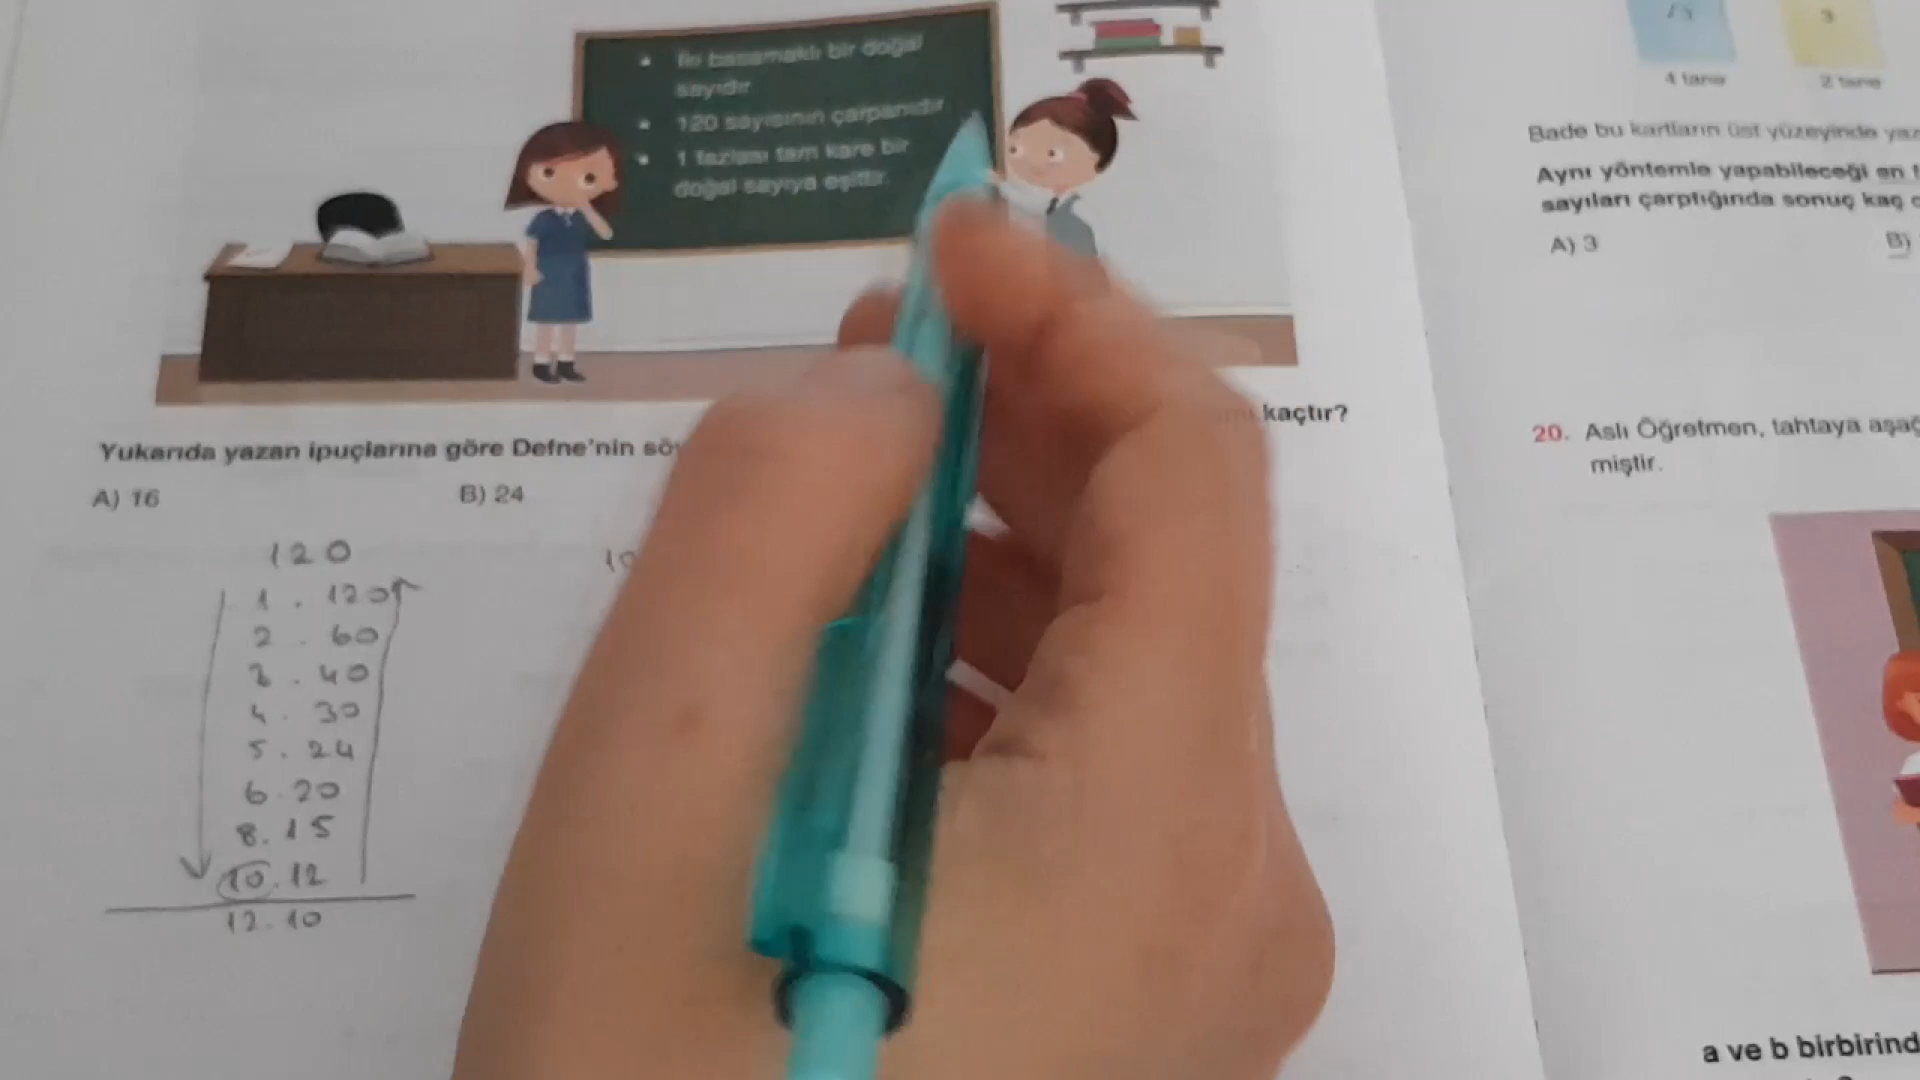 • İki basamaklı bir doğal
sayıdır.
• 120 sayısının çarpanıdır.
• 1 fazlası tam kare bir
doğal sayıya eşittir.
Yukarıda yazan ipuçlarına göre Defne'nin
kaçtır?
A) 16
B) 24
120
1 . 120
2 . 60
3 . 40
4 . 30
5 . 24
6 . 20
8 . 15
10 . 12
12 . 10
10
3
4 tane
2 tane
Bade bu kartların üst yüzeyinde
Aynı yöntemle yapabileceği en
sayıları çarptığında sonuç kaç
A) 3
B)
20. Aslı Öğretmen, tahtaya
miştir.
a ve b